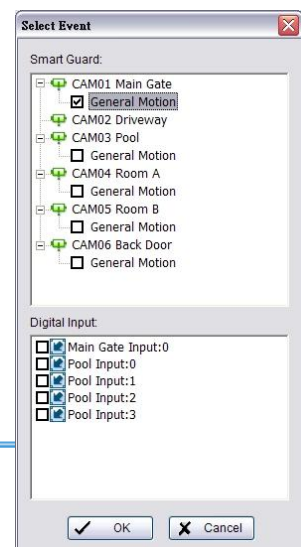 Select Event
Smart Guard:
CAM01 Main Gate
General Motion
CAM02 Driveway
CAM03 Pool
General Motion
CAM04 Room A
General Motion
CAM05 Room B
General Motion
CAM06 Back Door
General Motion
Digital Input:
Main Gate Input:0
Pool Input:0
Pool Input:1
Pool Input:2
Pool Input:3
OK
Cancel